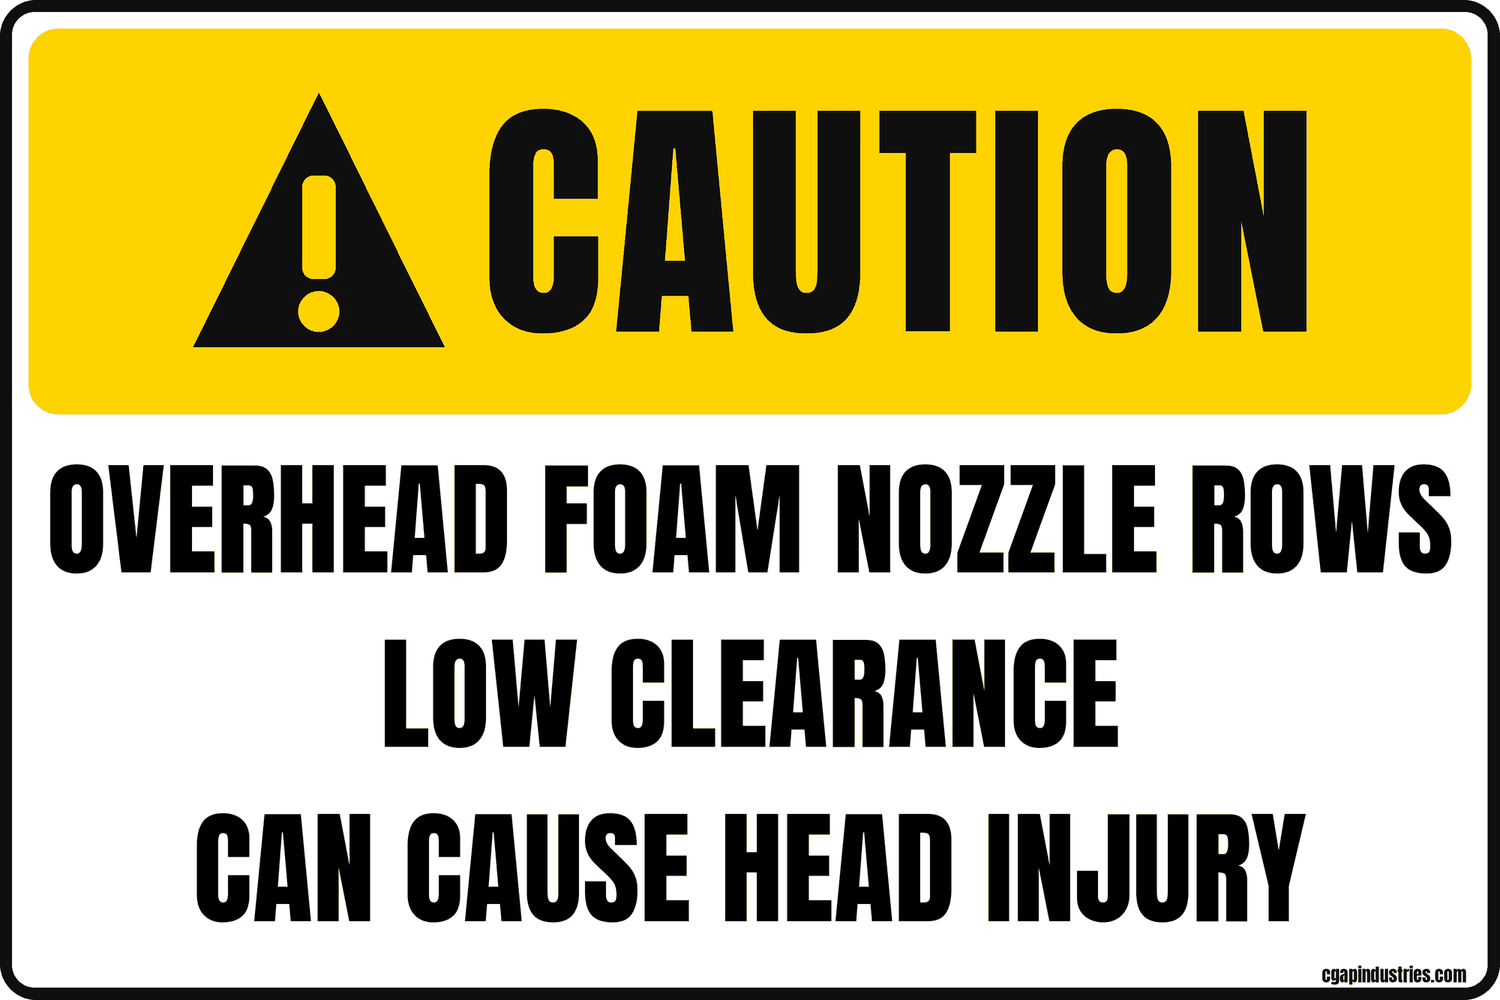 CAUTION
OVERHEAD FOAM NOZZLE ROWS
LOW CLEARANCE
CAN CAUSE HEAD INJURY
cgapindustries.com